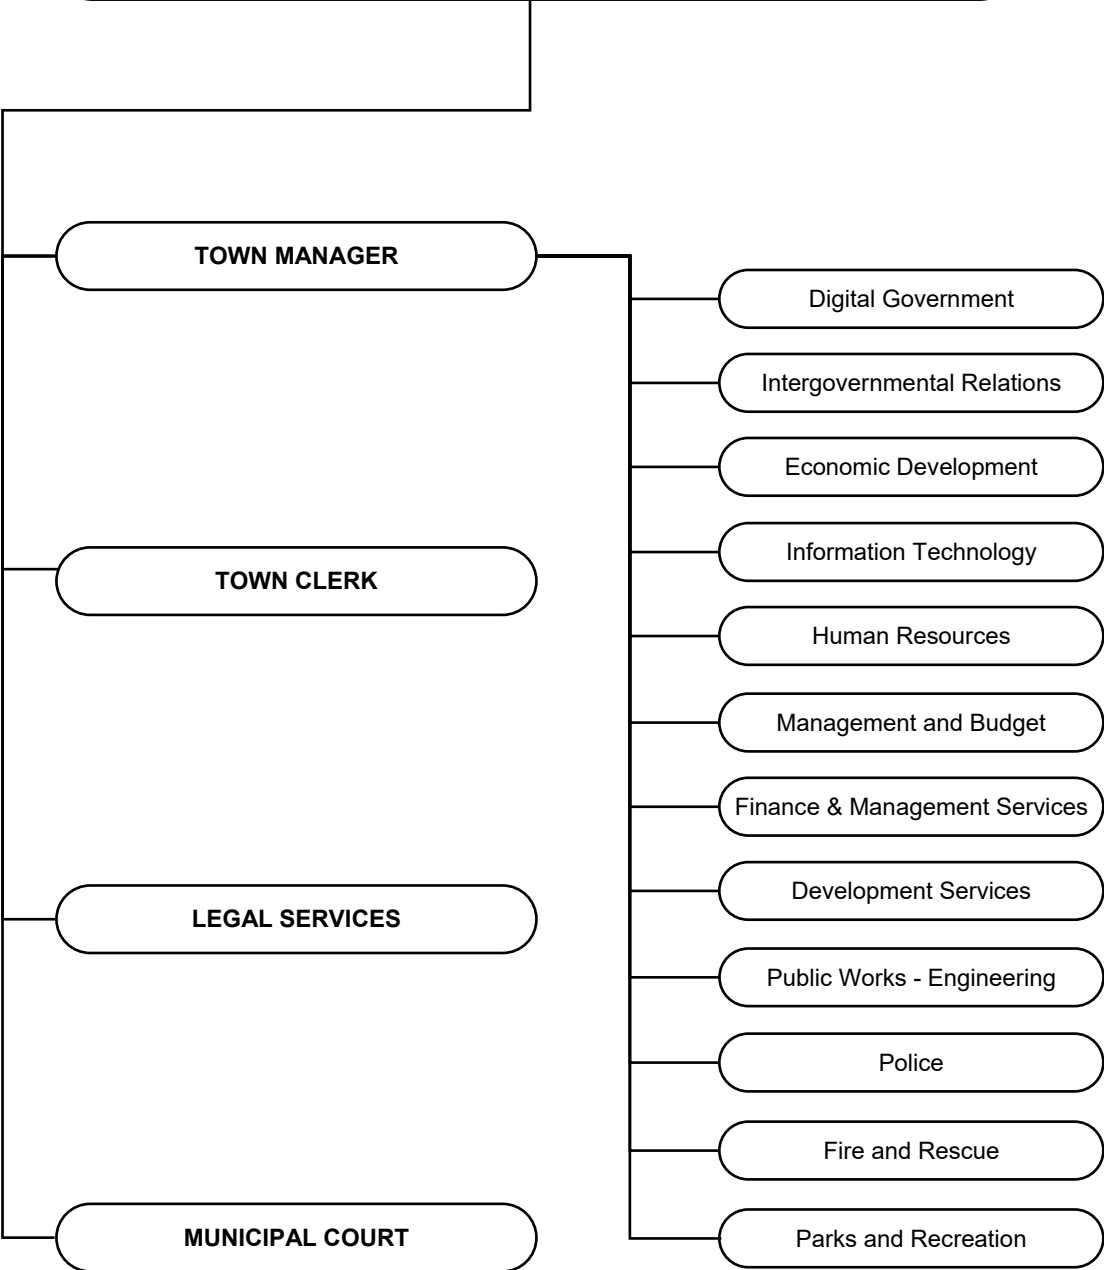 TOWN MANAGER
Digital Government
Intergovernmental Relations
Economic Development
Information Technology
TOWN CLERK
Human Resources
Management and Budget
Finance & Management Services
Development Services
LEGAL SERVICES
Public Works - Engineering
Police
Fire and Rescue
MUNICIPAL COURT
Parks and Recreation